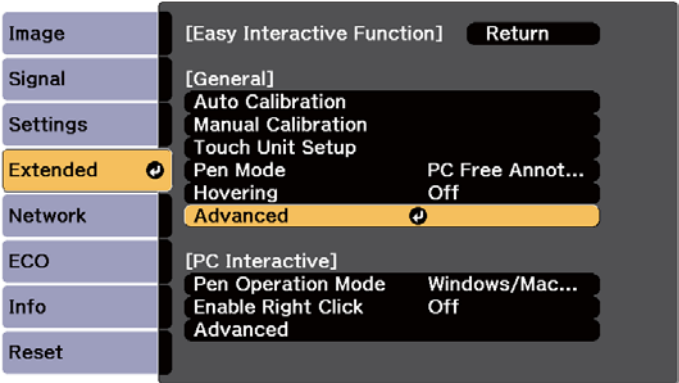 Image
Signal
Settings
Extended
Network
ECO
Info
Reset
[Easy Interactive Function] Return
[General]
Auto Calibration
Manual Calibration
Touch Unit Setup
Pen Mode PC Free Annot...
Hovering Off
Advanced
[PC Interactive]
Pen Operation Mode Windows/Mac...
Enable Right Click Off
Advanced